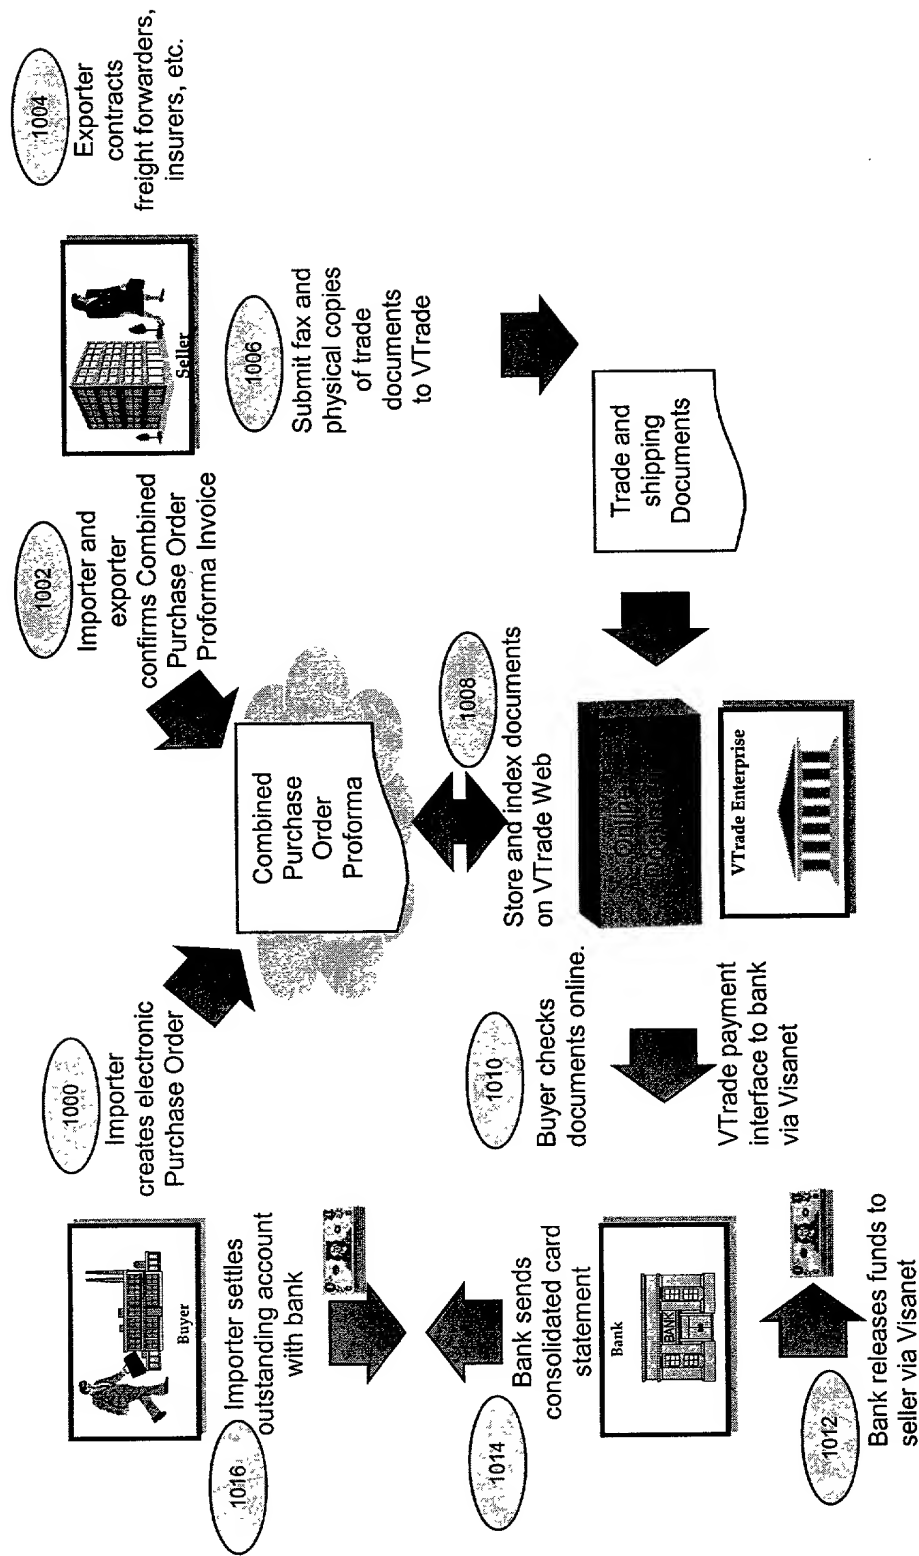 1000
Importer
creates electronic
Purchase Order
1002
Importer and
exporter
confirms Combined
Purchase Order
Proforma Invoice
1004
Exporter
contracts
freight forwarders,
insurers, etc.
Buyer
Seller
1016
Importer settles
outstanding account
with bank
Combined
Purchase
Order
Proforma
1006
Submit fax and
physical copies
of trade
documents
to VTrade
1014
Bank sends
consolidated card
statement
1010
Buyer checks
documents online.
1008
Store and index documents
on VTrade Web
Bank
BANK
Online
Trade and
shipping
Documents
VTrade payment
interface to bank
via Visanet
VTrade Enterprise
1012
Bank releases funds to
seller via Visanet